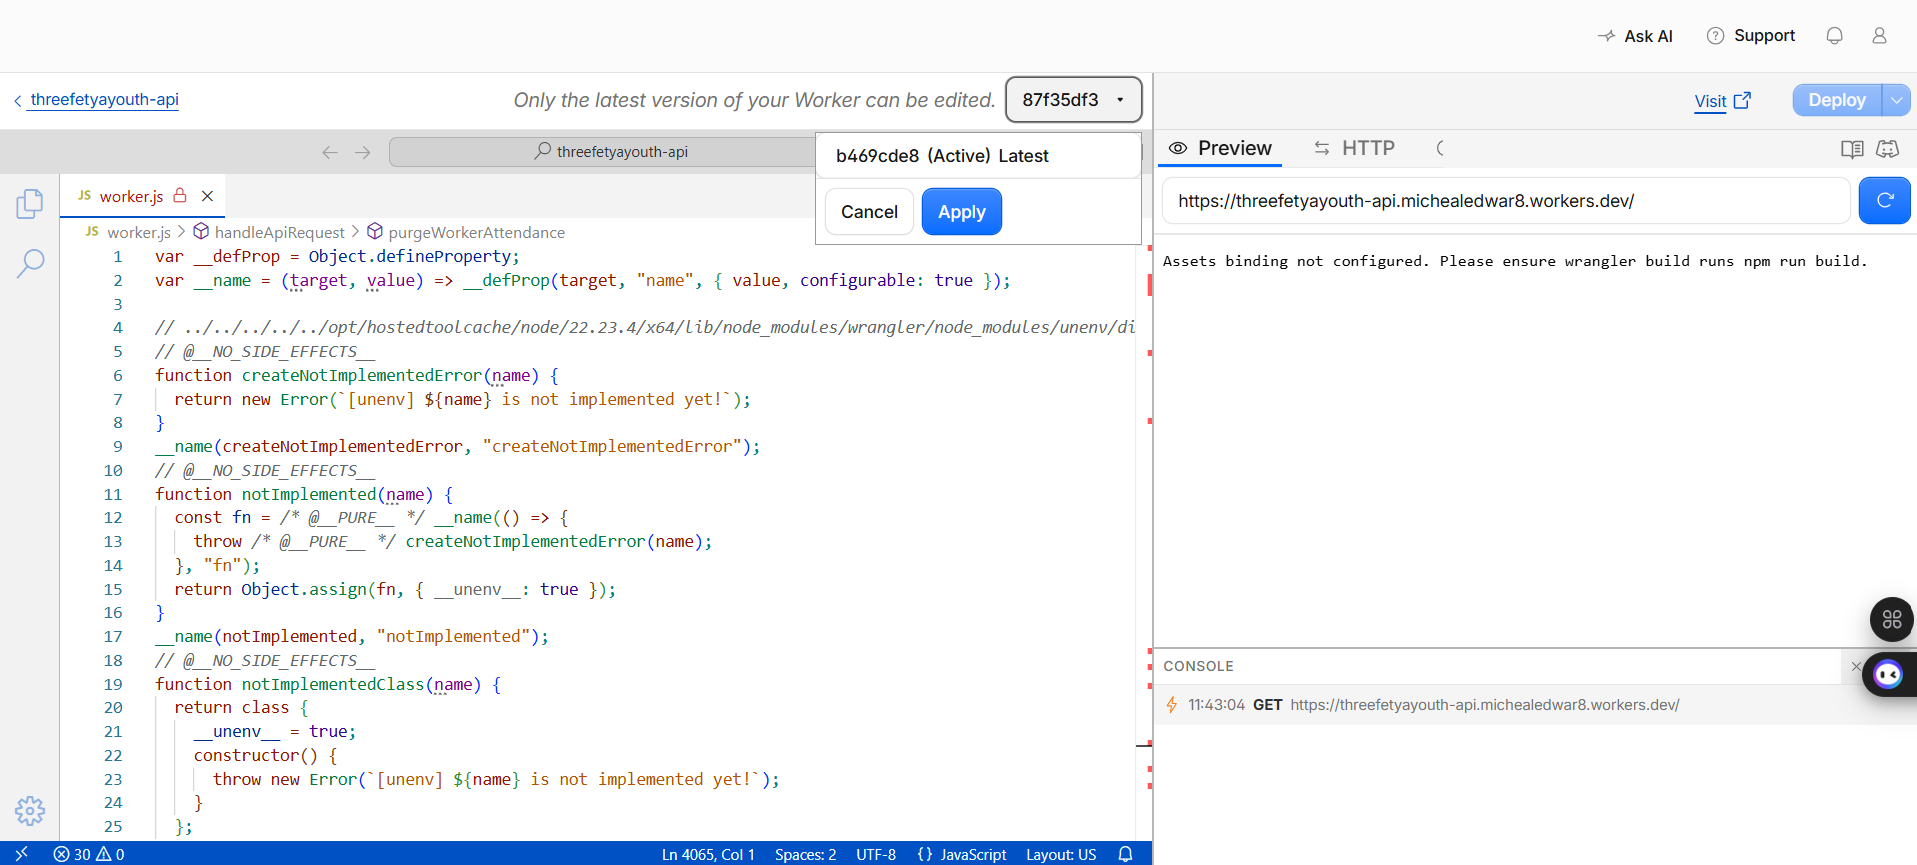 Ask AI
Support
threefetyayouth-api
Only the latest version of your Worker can be edited.
87f35df3
Visit
Deploy
threefetyayouth-api
b469cde8 (Active) Latest
Cancel
Apply
Preview
HTTP
JS worker.js
https://threefetyayouth-api.michealedwar8.workers.dev/
JS worker.js > handleApiRequest > purgeWorkerAttendance
1 var __defProp = Object.defineProperty;
2 var __name = (target, value) => __defProp(target, "name", { value, configurable: true });
3
4 // ../../../../../opt/hostedtoolcache/node/22.23.4/x64/lib/node_modules/wrangler/node_modules/unenv/di
5 // @__NO_SIDE_EFFECTS__
6 function createNotImplementedError(name) {
7 return new Error(`[unenv] ${name} is not implemented yet!`);
8 }
9 __name(createNotImplementedError, "createNotImplementedError");
10 // @__NO_SIDE_EFFECTS__
11 function notImplemented(name) {
12 const fn = /* @__PURE__ */ __name(() => {
13 throw /* @__PURE__ */ createNotImplementedError(name);
14 }, "fn");
15 return Object.assign(fn, { __unenv__: true });
16 }
17 __name(notImplemented, "notImplemented");
18 // @__NO_SIDE_EFFECTS__
19 function notImplementedClass(name) {
20 return class {
21 __unenv__ = true;
22 constructor() {
23 throw new Error(`[unenv] ${name} is not implemented yet!`);
24 }
25 };
Assets binding not configured. Please ensure wrangler build runs npm run build.
CONSOLE
11:43:04 GET https://threefetyayouth-api.michealedwar8.workers.dev/
30 0
Ln 4065, Col 1
Spaces: 2
UTF-8
{} JavaScript
Layout: US